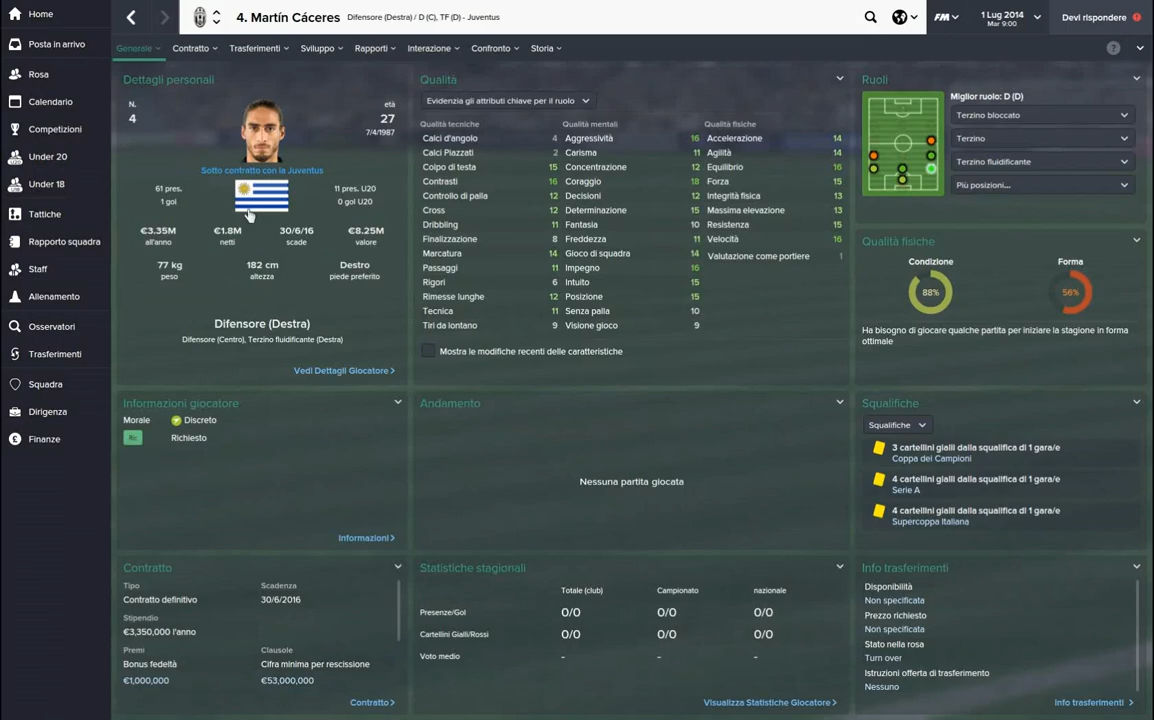 Home
Posta in arrivo
Rosa
Calendario
Competizioni
Under 20
Under 18
Tattiche
Rapporto squadra
Staff
Allenamento
Osservatori
Trasferimenti
Squadra
Dirigenza
Finanze
4. Martín Cáceres Difensore (Destra) / D (C), TF (D) - Juventus
FM
1 Lug 2014
Mar 9:00
Devi rispondere
Generale Contratto Trasferimenti Sviluppo Rapporti Interazione Confronto Storia
Dettagli personali
N.
4
età
27
7/4/1987
Sotto contratto con la Juventus
61 pres.
1 gol
11 pres. U20
0 gol U20
€3.35M €1.8M 30/6/16 €8.25M
all'anno netti scade valore
77 kg 182 cm Destro
peso altezza piede preferito
Difensore (Destra)
Difensore (Centro), Terzino fluidificante (Destra)
Vedi Dettagli Giocatore
Qualità
Evidenzia gli attributi chiave per il ruolo
Qualità tecniche Qualità mentali Qualità fisiche
Calci d'angolo 4 Aggressività 16 Accelerazione 14
Calci Piazzati 2 Carisma 11 Agilità 14
Colpo di testa 15 Concentrazione 12 Equilibrio 16
Contrasti 16 Coraggio 18 Forza 15
Controllo di palla 12 Decisioni 12 Integrità fisica 13
Cross 12 Determinazione 15 Massima elevazione 13
Dribbling 11 Fantasia 10 Resistenza 15
Finalizzazione 8 Freddezza 11 Velocità 16
Marcatura 14 Gioco di squadra 14 Valutazione come portiere 1
Passaggi 11 Impegno 16
Rigori 6 Intuito 15
Rimesse lunghe 12 Posizione 15
Tecnica 11 Senza palla 10
Tiri da lontano 9 Visione gioco 9
Mostra le modifiche recenti delle caratteristiche
Ruoli
Miglior ruolo: D (D)
Terzino bloccato
Terzino
Terzino fluidificante
Più posizioni...
Qualità fisiche
Condizione Forma
88% 56%
Ha bisogno di giocare qualche partita per iniziare la stagione in forma
ottimale
Informazioni giocatore
Morale Discreto
Ric Richiesto
Informazioni
Andamento
Nessuna partita giocata
Squalifiche
Squalifiche
3 cartellini gialli dalla squalifica di 1 gara/e
Coppa dei Campioni
4 cartellini gialli dalla squalifica di 1 gara/e
Serie A
4 cartellini gialli dalla squalifica di 1 gara/e
Supercoppa Italiana
Contratto
Tipo Scadenza
Contratto definitivo 30/6/2016
Stipendio
€3,350,000 l'anno
Premi Clausole
Bonus fedeltà Cifra minima per rescissione
€1,000,000 €53,000,000
Contratto
Statistiche stagionali
Totale (club) Campionato nazionale
Presenze/Gol 0/0 0/0 0/0
Cartellini Gialli/Rossi 0/0 0/0 0/0
Voto medio - - -
Visualizza Statistiche Giocatore
Info trasferimenti
Disponibilità
Non specificata
Prezzo richiesto
Non specificata
Stato nella rosa
Turn over
Istruzioni offerta di trasferimento
Nessuno
Info trasferimenti